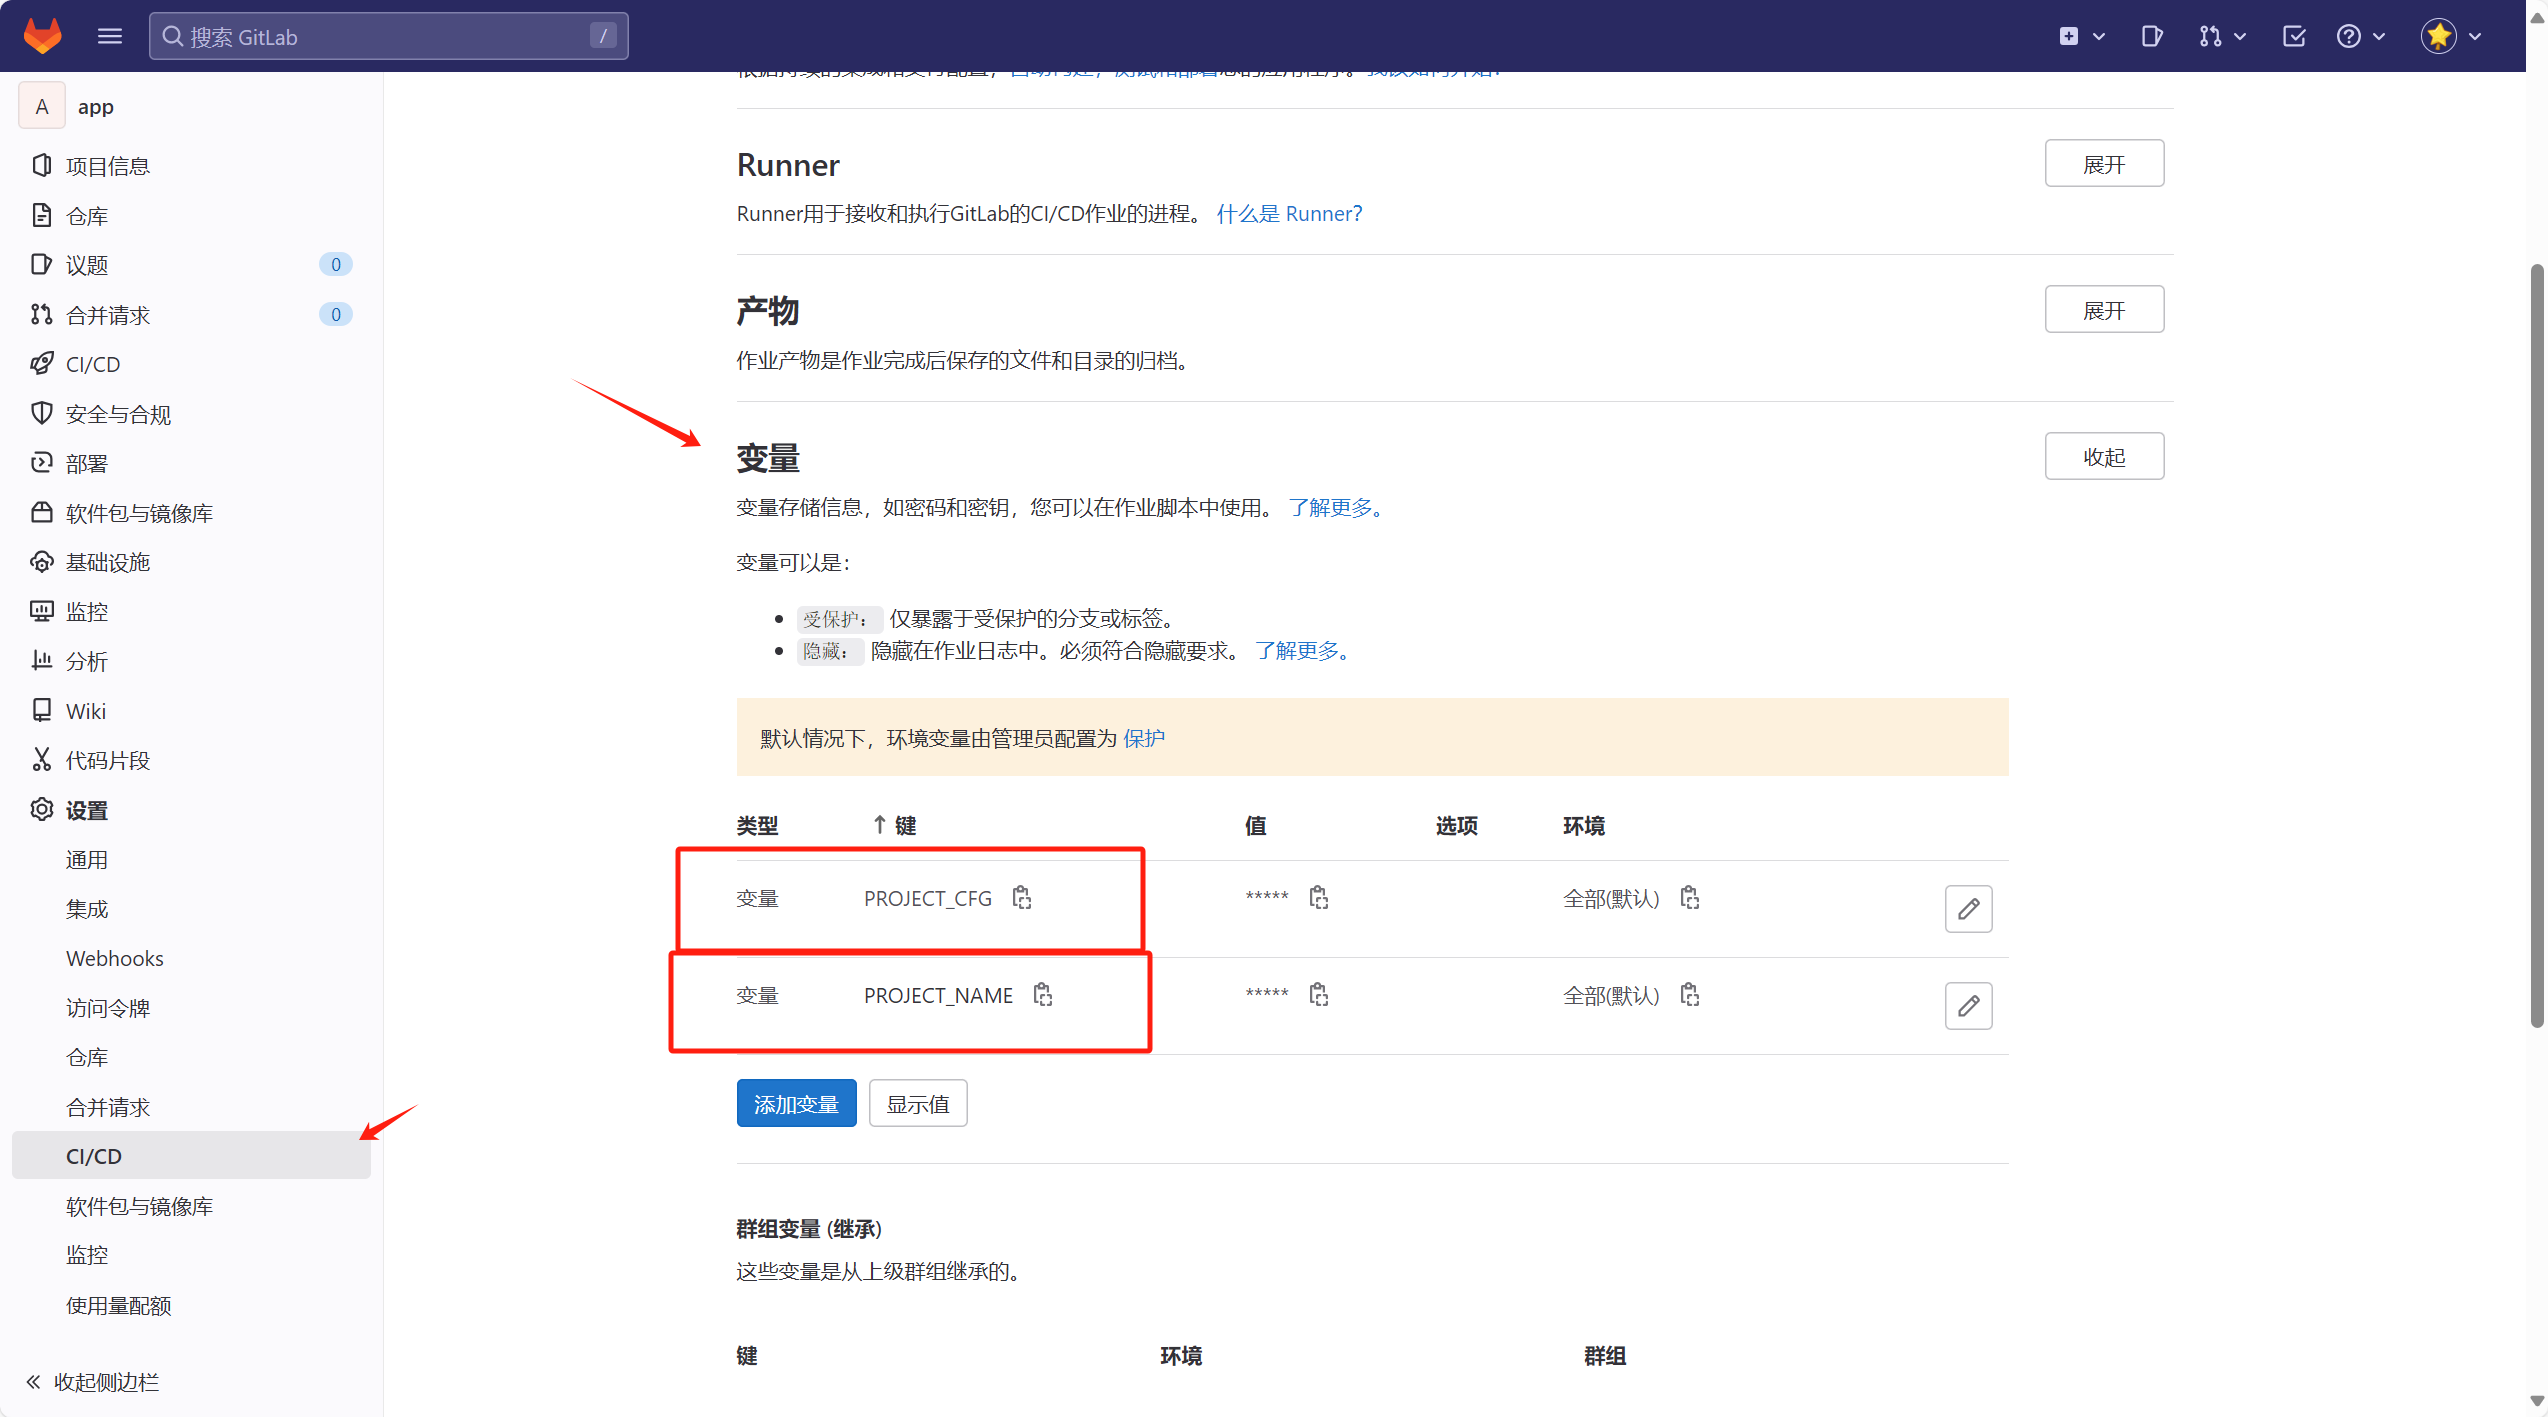 搜索 GitLab
/
A
app
项目信息
仓库
议题
0
合并请求
0
CI/CD
安全与合规
部署
软件包与镜像库
基础设施
监控
分析
Wiki
代码片段
设置
通用
集成
Webhooks
访问令牌
仓库
合并请求
CI/CD
软件包与镜像库
监控
使用量配额
收起侧边栏
Runner
展开
Runner用于接收和执行GitLab的CI/CD作业的进程。 什么是 Runner?
产物
展开
作业产物是作业完成后保存的文件和目录的归档。
变量
收起
变量存储信息，如密码和密钥，您可以在作业脚本中使用。 了解更多。
变量可以是：
受保护： 仅暴露于受保护的分支或标签。
隐藏： 隐藏在作业日志中。必须符合隐藏要求。 了解更多。
默认情况下，环境变量由管理员配置为 保护
类型 ↑ 键 值 选项 环境
变量 PROJECT_CFG ***** 全部(默认)
变量 PROJECT_NAME ***** 全部(默认)
添加变量 显示值
群组变量 (继承)
这些变量是从上级群组继承的。
键 环境 群组